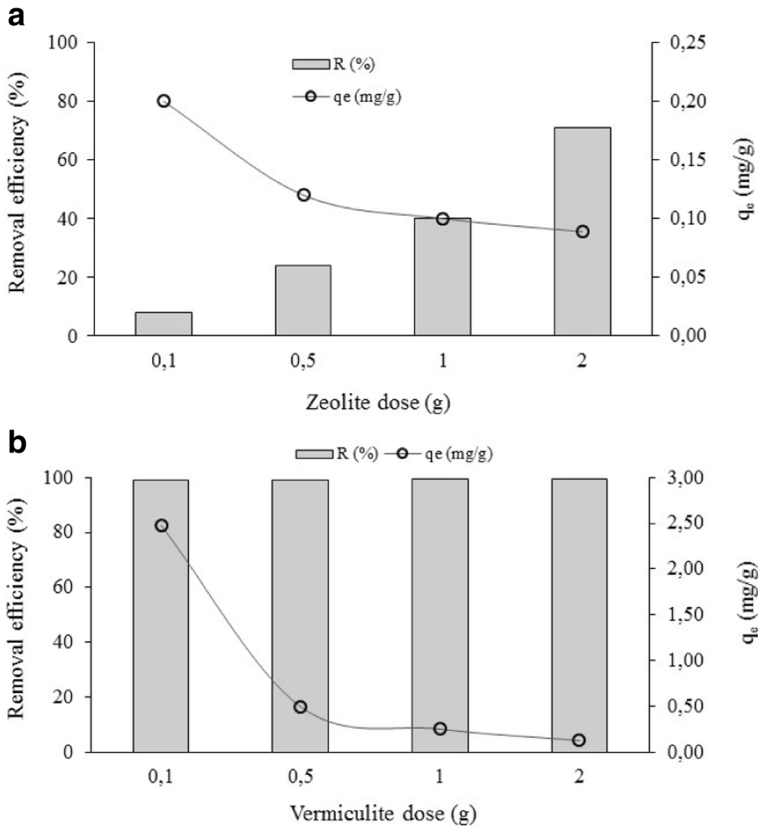 a
R (%)
qe (mg/g)
Removal efficiency (%)
100
80
60
40
20
0
0,25
0,20
0,15
0,10
0,05
0,00
qe (mg/g)
0,1 0,5 1 2
Zeolite dose (g)
b
R (%) qe (mg/g)
Removal efficiency (%)
100
80
60
40
20
0
3,00
2,50
2,00
1,50
1,00
0,50
0,00
qe (mg/g)
0,1 0,5 1 2
Vermiculite dose (g)